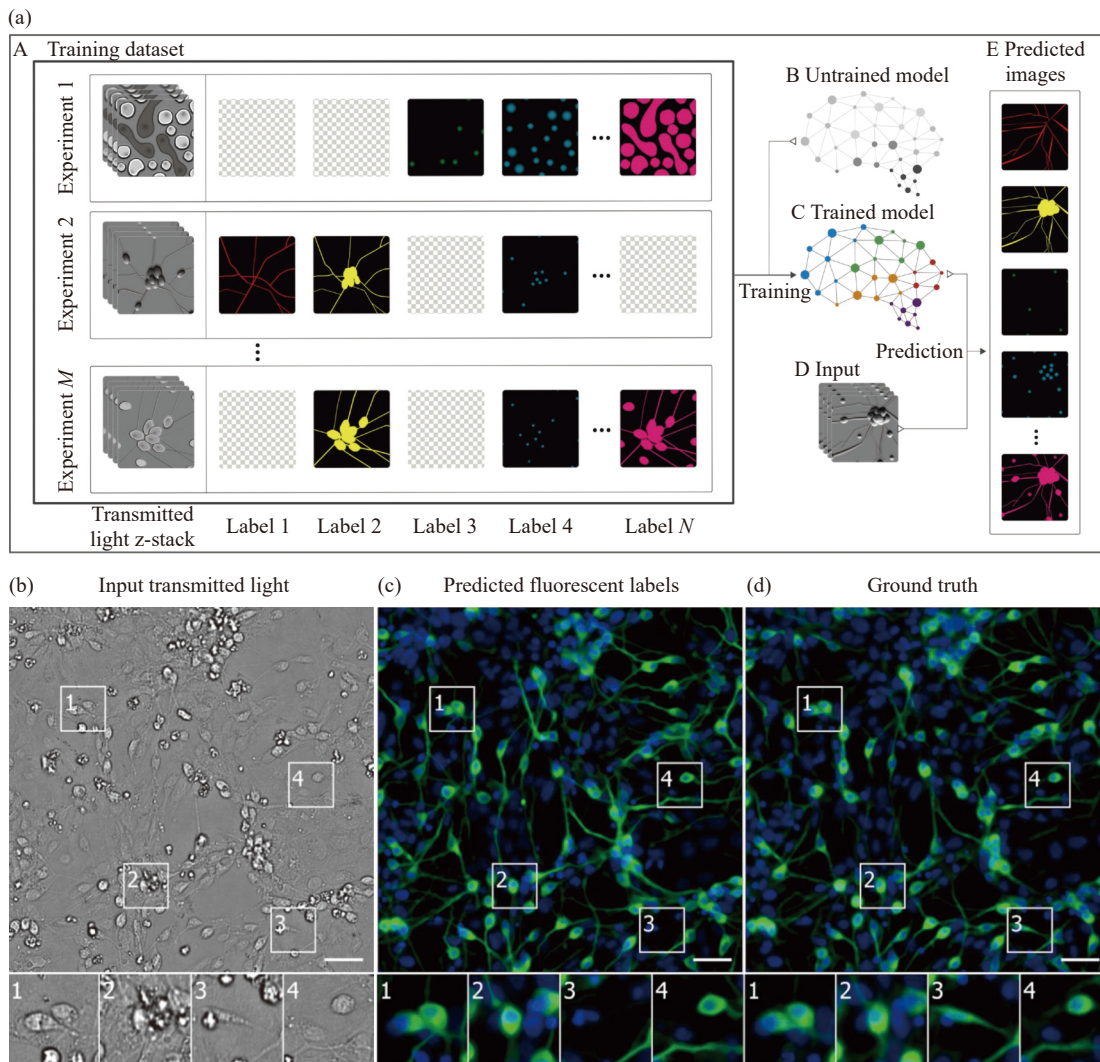 (a)
A
Training dataset
Experiment 1
Experiment 2
Experiment M
Transmitted
light z-stack
Label 1
Label 2
Label 3
Label 4
Label N
B Untrained model
C Trained model
Training
Prediction
D Input
E Predicted
images
(b)
Input transmitted light
1
4
2
3
1
2
3
4
(c)
Predicted fluorescent labels
1
4
2
3
1
2
3
4
(d)
Ground truth
1
4
2
3
1
2
3
4